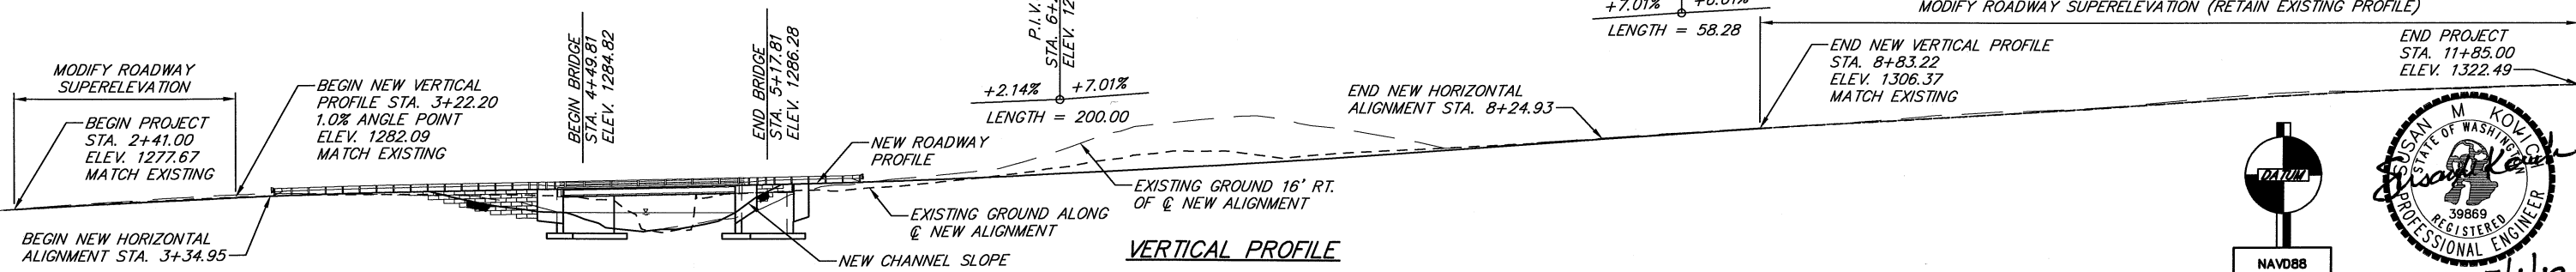 MODIFY ROADWAY
SUPERELEVATION
BEGIN PROJECT
STA. 2+41.00
ELEV. 1277.67
MATCH EXISTING
BEGIN NEW HORIZONTAL
ALIGNMENT STA. 3+34.95
BEGIN NEW VERTICAL
PROFILE STA. 3+22.20
1.0% ANGLE POINT
ELEV. 1282.09
MATCH EXISTING
BEGIN BRIDGE
STA. 4+49.81
ELEV. 1284.82
END BRIDGE
STA. 5+17.81
ELEV. 1286.28
NEW ROADWAY
PROFILE
NEW CHANNEL SLOPE
EXISTING GROUND ALONG
℄ NEW ALIGNMENT
P.I.V.
STA. 6+
ELEV. 12
+2.14% +7.01%
LENGTH = 200.00
EXISTING GROUND 16' RT.
OF ℄ NEW ALIGNMENT
VERTICAL PROFILE
END NEW HORIZONTAL
ALIGNMENT STA. 8+24.93
+7.01%
LENGTH = 58.28
MODIFY ROADWAY SUPERELEVATION (RETAIN EXISTING PROFILE)
END NEW VERTICAL PROFILE
STA. 8+83.22
ELEV. 1306.37
MATCH EXISTING
END PROJECT
STA. 11+85.00
ELEV. 1322.49
DATUM
NAVD88
SUSAN M KOVICH
STATE OF WASHINGTON
39869
REGISTERED
PROFESSIONAL ENGINEER